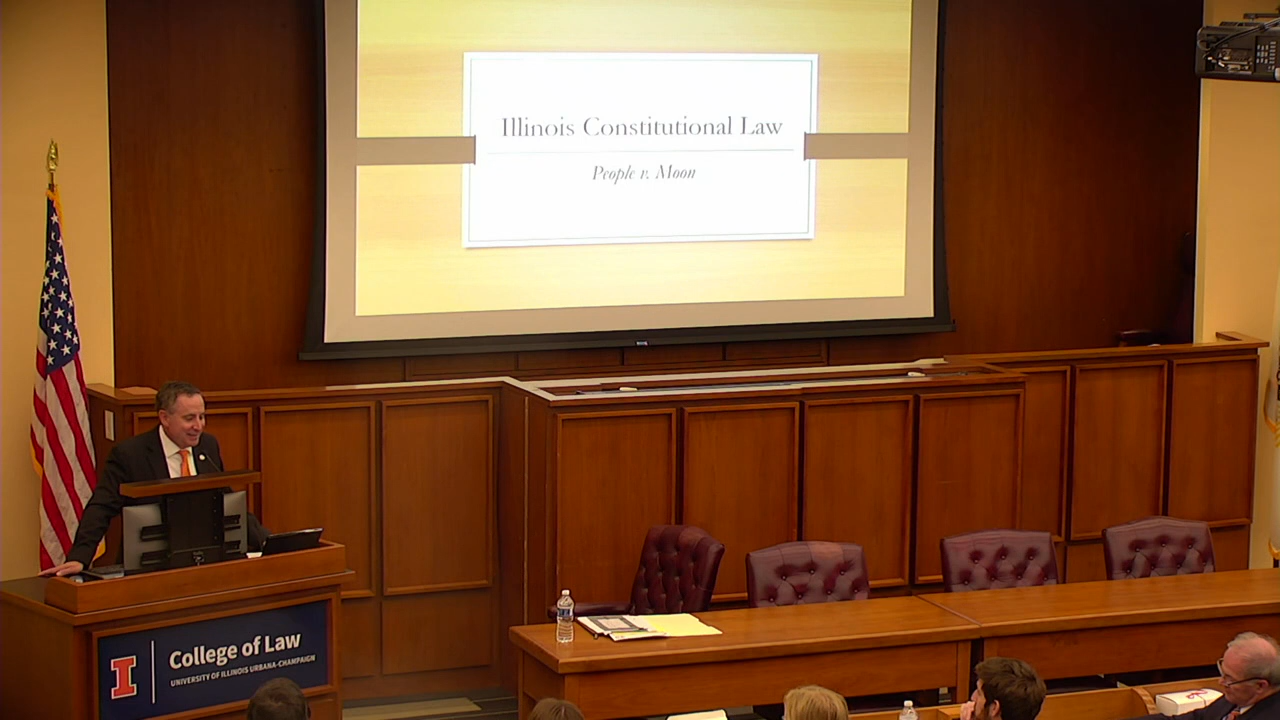 Illinois Constitutional Law
People v. Moon
I
College of Law
UNIVERSITY OF ILLINOIS URBANA-CHAMPAIGN